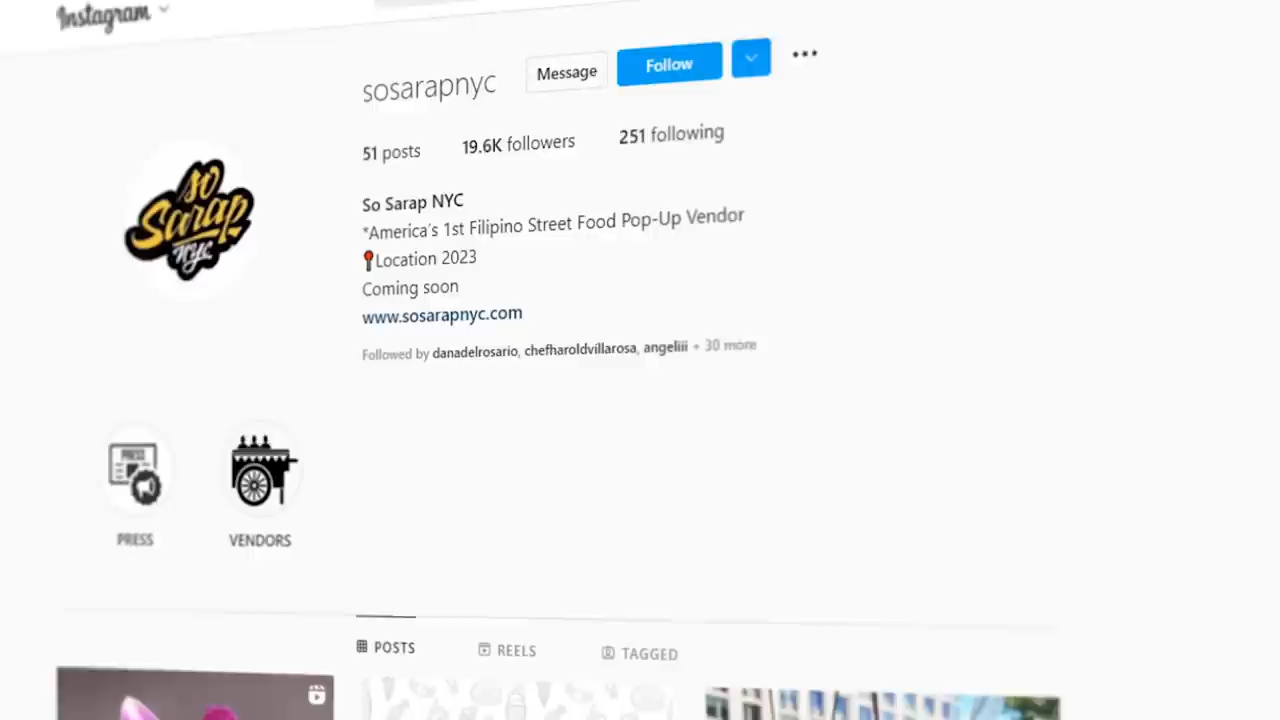 Instagram
sosarapnyc
Message
Follow
51 posts
19.6K followers
251 following
So Sarap NYC
*America's 1st Filipino Street Food Pop-Up Vendor
📍Location 2023
Coming soon
www.sosarapnyc.com
Followed by danadelrosario, chefharoldvillarosa, angeliii + 30 more
So
Sarap
NYC
PRESS
PRESS
VENDORS
POSTS
REELS
TAGGED